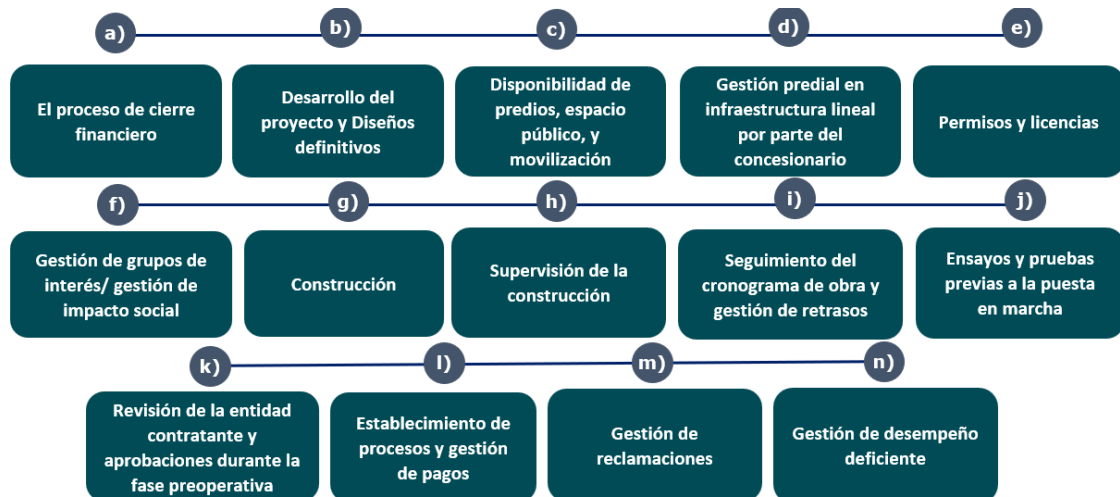 a)
b)
c)
d)
e)
El proceso de cierre
financiero
Desarrollo del
proyecto y Diseños
definitivos
Disponibilidad de
predios, espacio
público, y
movilización
Gestión predial en
infraestructura lineal
por parte del
concesionario
Permisos y licencias
f)
g)
h)
i)
j)
Gestión de grupos de
interés/ gestión de
impacto social
Construcción
Supervisión de la
construcción
Seguimiento del
cronograma de obra y
gestión de retrasos
Ensayos y pruebas
previas a la puesta
en marcha
k)
l)
m)
n)
Revisión de la entidad
contratante y
aprobaciones durante la
fase preoperativa
Establecimiento de
procesos y gestión
de pagos
Gestión de
reclamaciones
Gestión de desempeño
deficiente